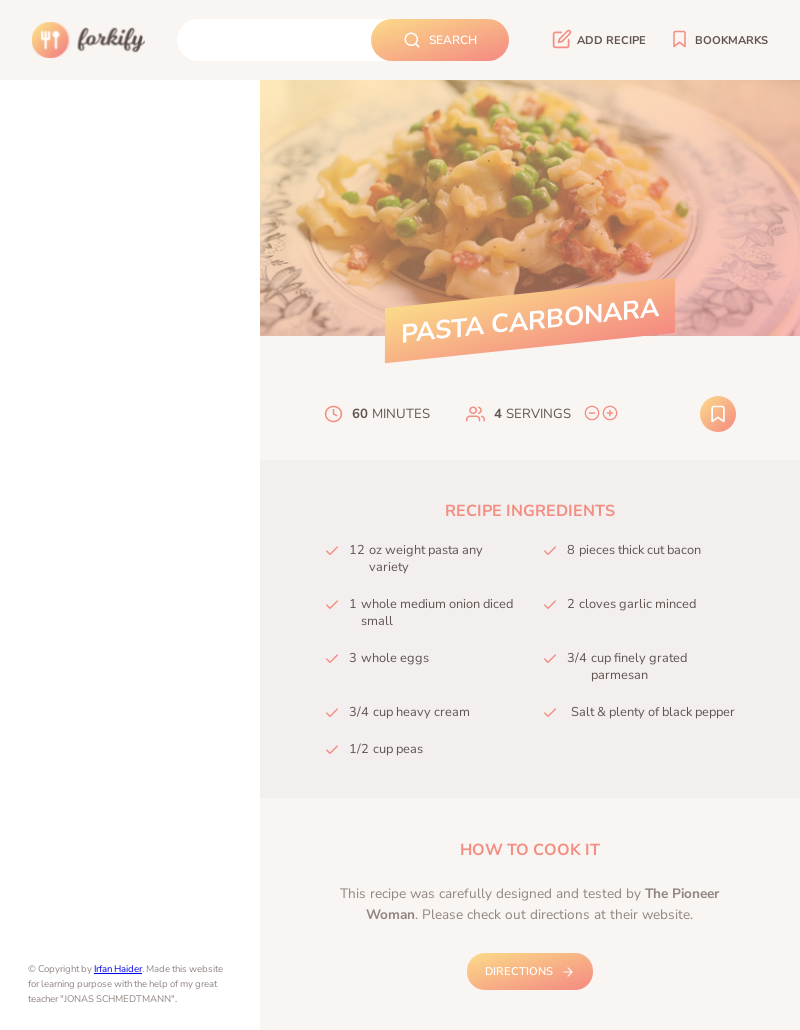 forkify
SEARCH
ADD RECIPE
BOOKMARKS
PASTA CARBONARA
60 MINUTES
4 SERVINGS
RECIPE INGREDIENTS
12 oz weight pasta any
variety
8 pieces thick cut bacon
1 whole medium onion diced
small
2 cloves garlic minced
3 whole eggs
3/4 cup finely grated
parmesan
3/4 cup heavy cream
Salt & plenty of black pepper
1/2 cup peas
HOW TO COOK IT
This recipe was carefully designed and tested by The Pioneer
Woman. Please check out directions at their website.
DIRECTIONS
© Copyright by Irfan Haider. Made this website
for learning purpose with the help of my great
teacher "JONAS SCHMEDTMANN".